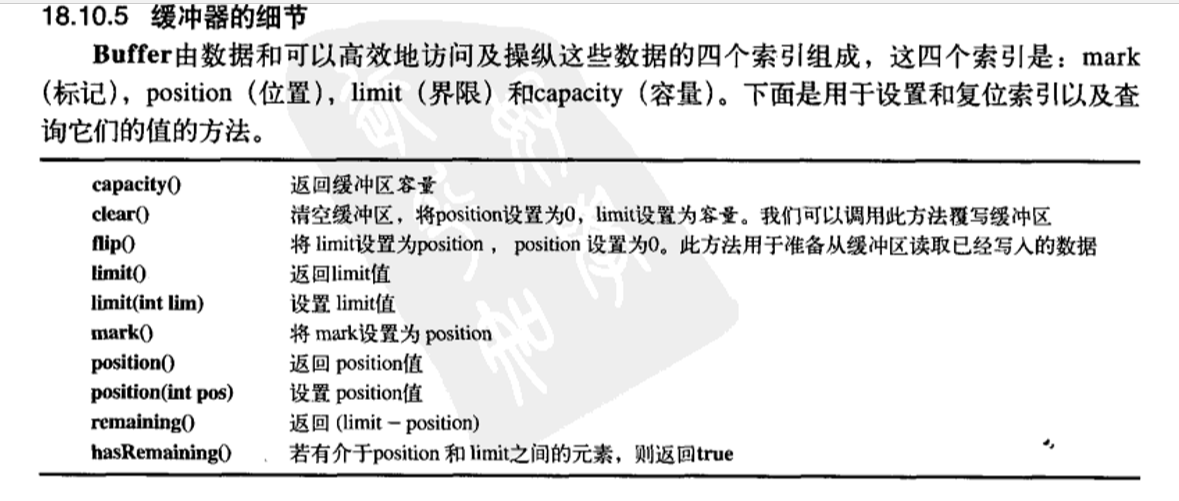 18.10.5 缓冲器的细节
Buffer由数据和可以高效地访问及操纵这些数据的四个索引组成，这四个索引是：mark
（标记），position（位置），limit（界限）和capacity（容量）。下面是用于设置和复位索引以及查
询它们的值的方法。
capacity() 返回缓冲区容量
clear() 清空缓冲区，将position设置为0，limit设置为容量。我们可以调用此方法覆写缓冲区
flip() 将 limit设置为position， position 设置为0。此方法用于准备从缓冲区读取已经写入的数据
limit() 返回limit值
limit(int lim) 设置 limit值
mark() 将 mark设置为 position
position() 返回 position值
position(int pos) 设置 position值
remaining() 返回 (limit – position)
hasRemaining() 若有介于position 和 limit之间的元素，则返回true